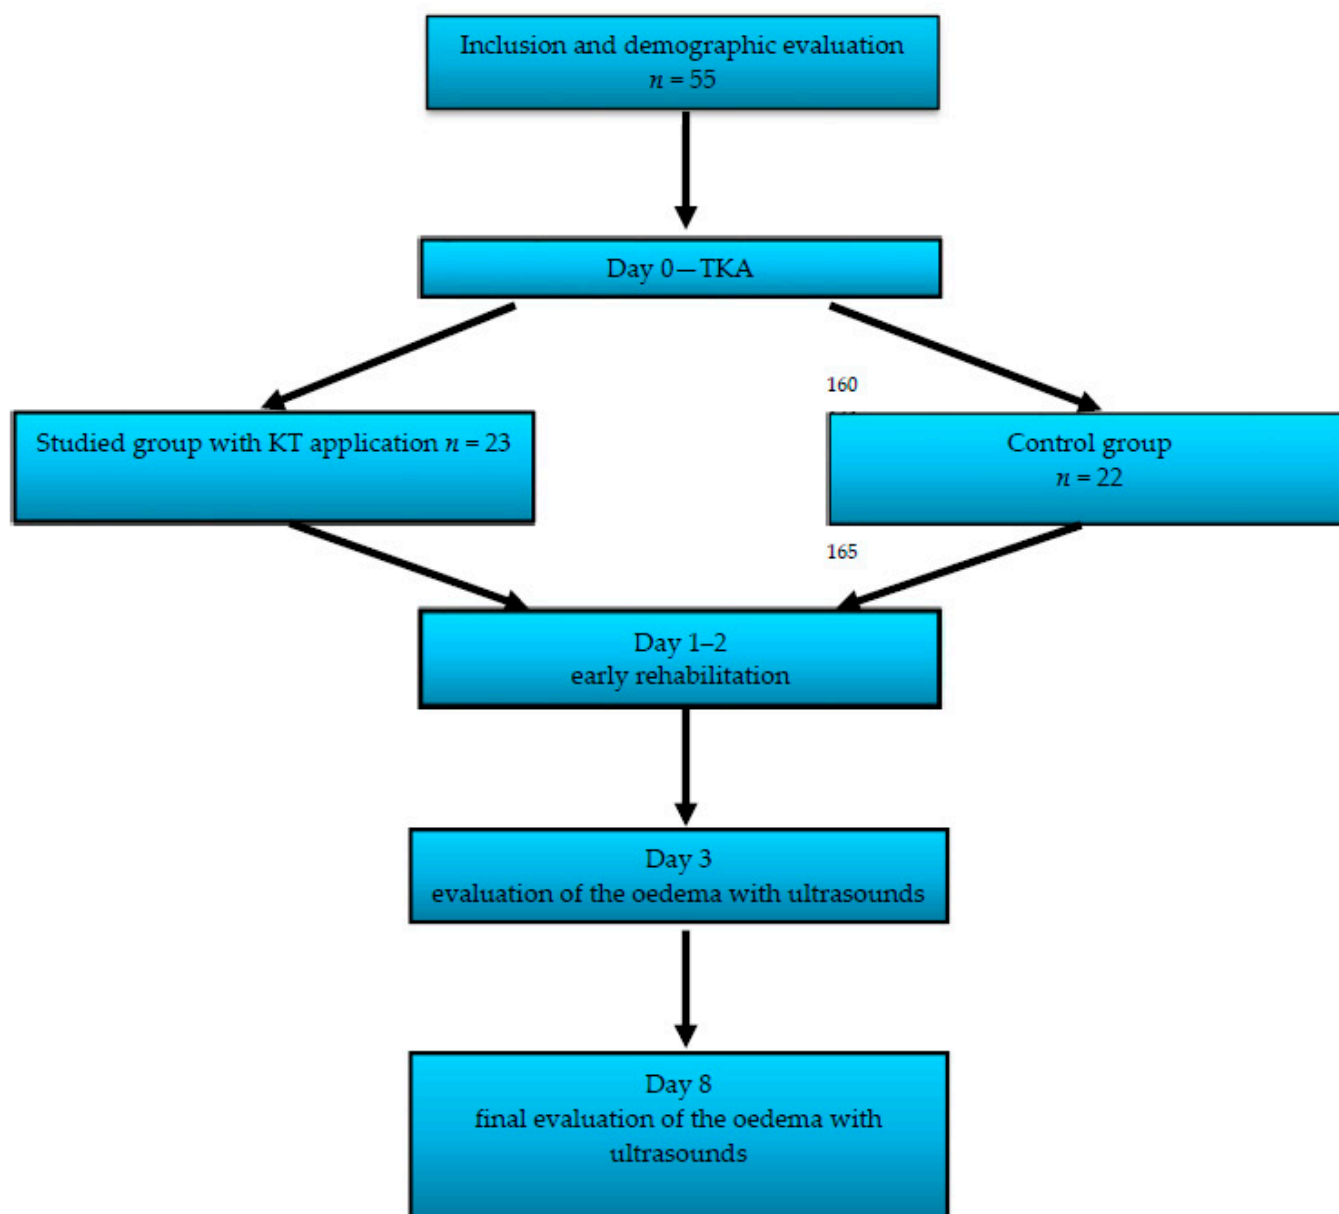 Inclusion and demographic evaluation
n = 55
Day 0—TKA
160
Studied group with KT application n = 23
Control group
n = 22
165
Day 1–2
early rehabilitation
Day 3
evaluation of the oedema with ultrasounds
Day 8
final evaluation of the oedema with
ultrasounds